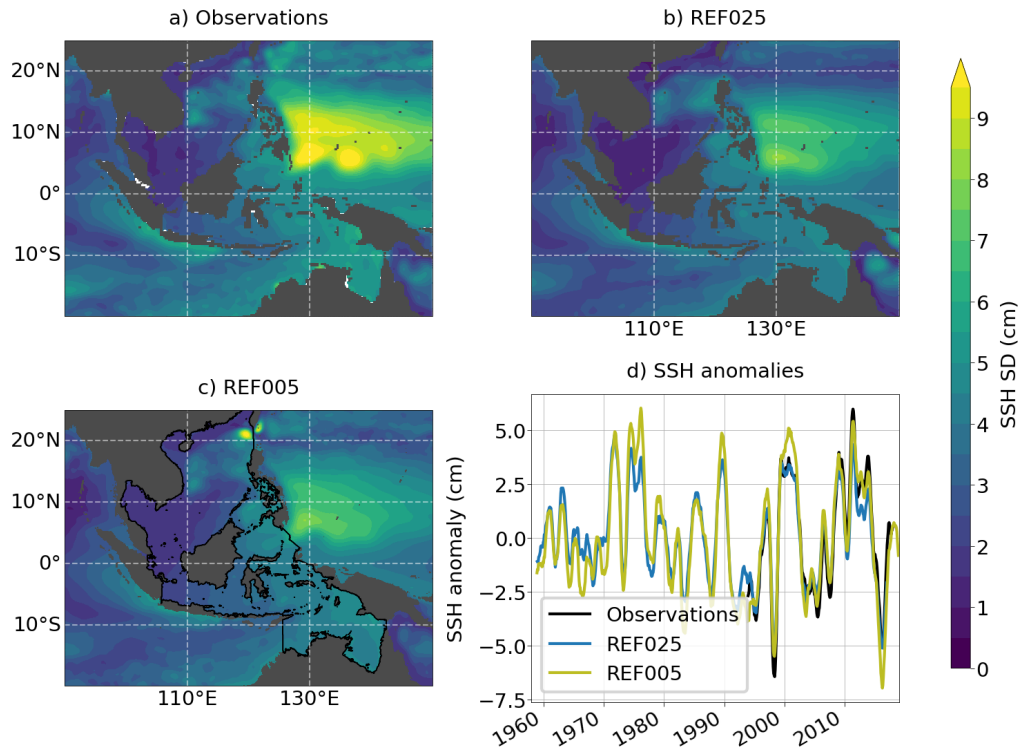 a) Observations
b) REF025
20°N
10°N
0°
10°S
110°E
130°E
c) REF005
20°N
10°N
0°
10°S
110°E
130°E
d) SSH anomalies
SSH anomaly (cm)
5.0
2.5
0.0
−2.5
−5.0
−7.5
Observations
REF025
REF005
1960
1970
1980
1990
2000
2010
9
8
7
6
5
4
3
2
1
0
SSH SD (cm)